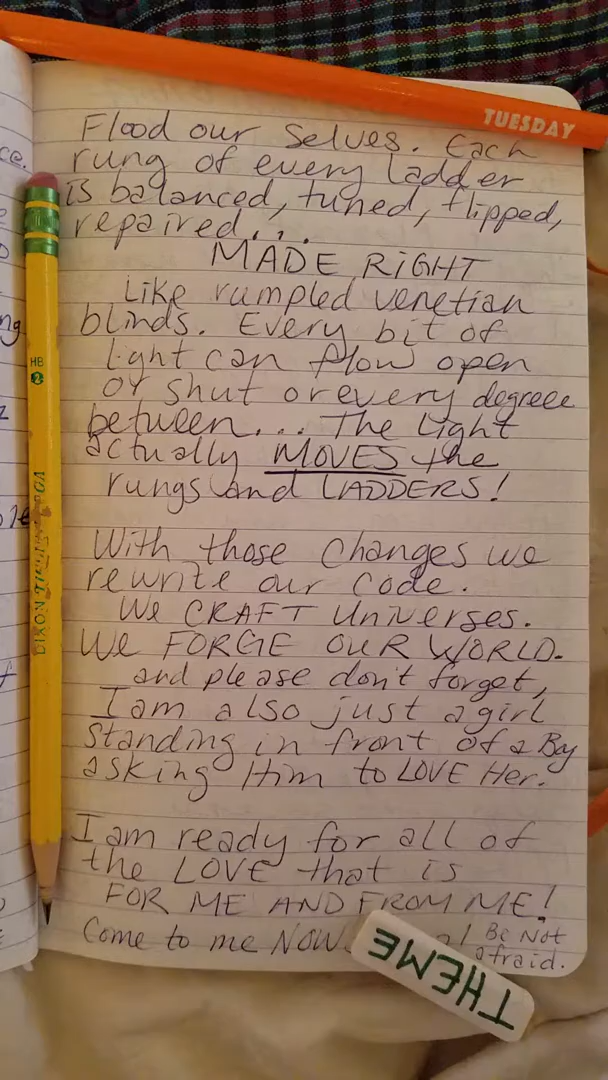 TUESDAY
Flood our selves. Each
rung of every ladder
is balanced, tuned, flipped,
repaired...
MADE RIGHT
Like rumpled venetian
blinds. Every bit of
light can flow open
or shut or every degreee
between... The Light
actually MOVES the
rungs and LADDERS!
With those changes we
rewrite our code.
We CRAFT UNIVERSES.
We FORGE OUR WORLD.
and please don't forget,
I am also just a girl
standing in front of a Boy
asking Him to LOVE Her.
I am ready for all of
the LOVE that is
FOR ME AND FROM ME!
Come to me NOW
Be Not
afraid.
THEME
HB
2
DIXON
ce.
ng